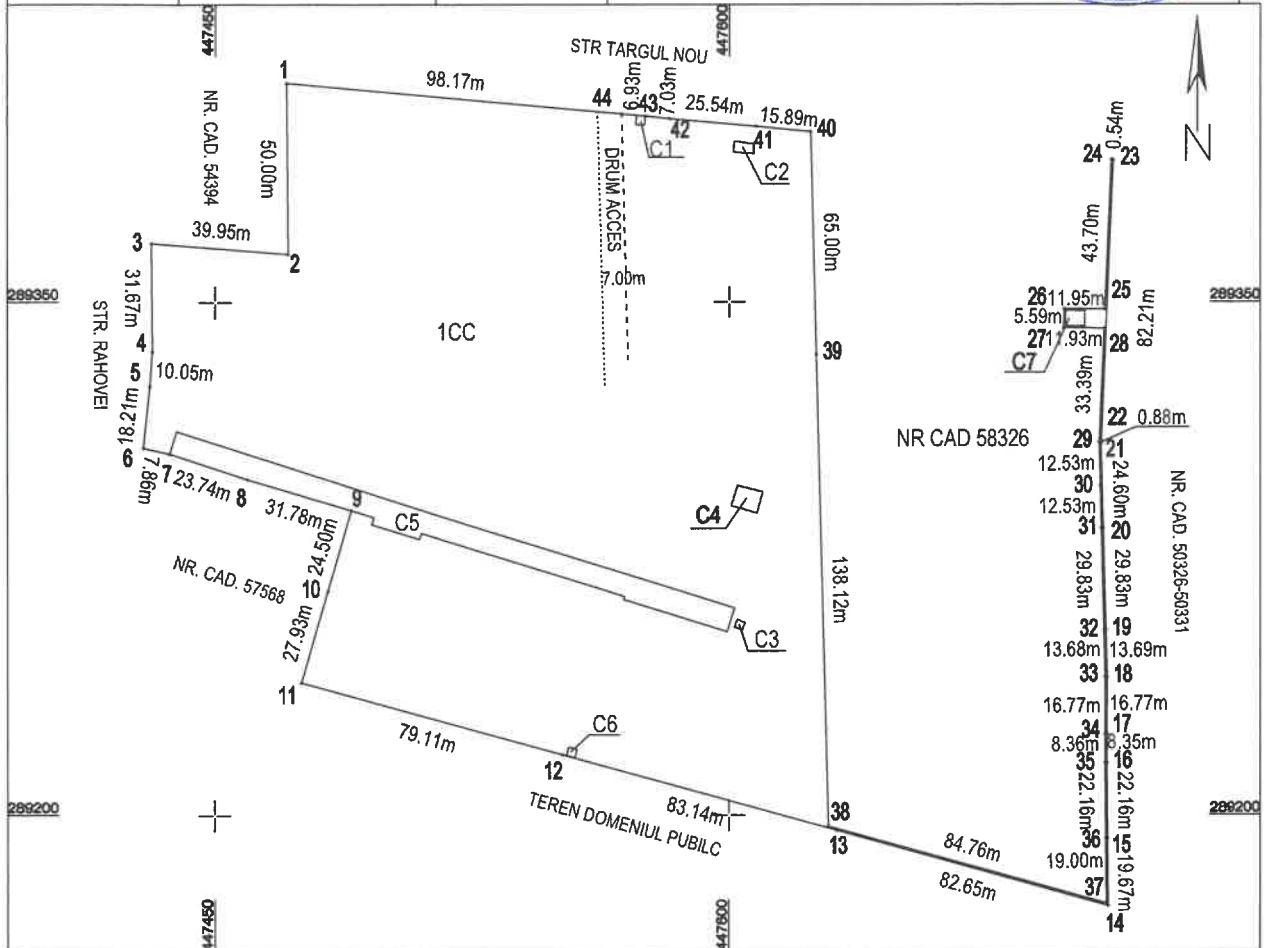 447450
447600
STR TARGUL NOU
1
98.17m
44
6.93m
43
7.03m
42
25.54m
41
15.89m
40
C1
C2
24
0.54m
23
NR. CAD. 54394
50.00m
DRUM ACCES
7.00m
65.00m
43.70m
3
39.95m
2
289350
31.67m
STR. RAHOVEI
1CC
26
11.95m
25
289350
5.59m
27
11.93m
28
82.21m
C7
4
39
5
10.05m
33.39m
18.21m
22
0.88m
NR CAD 58326
29
21
6
7.86m
7
23.74m
8
31.78m
9
C5
12.53m
30
24.60m
NR. CAD. 50326-50331
C4
12.53m
31
20
24.50m
NR. CAD. 57568
10
138.12m
29.83m
29.83m
27.93m
C3
32
19
13.68m
13.69m
33
18
11
16.77m
16.77m
79.11m
C6
34
17
8.36m
8.35m
12
35
16
TEREN DOMENIUL PUBILC
83.14m
22.16m
22.16m
289200
38
13
289200
84.76m
82.65m
36
15
19.00m
19.67m
37
14
447450
447600
N